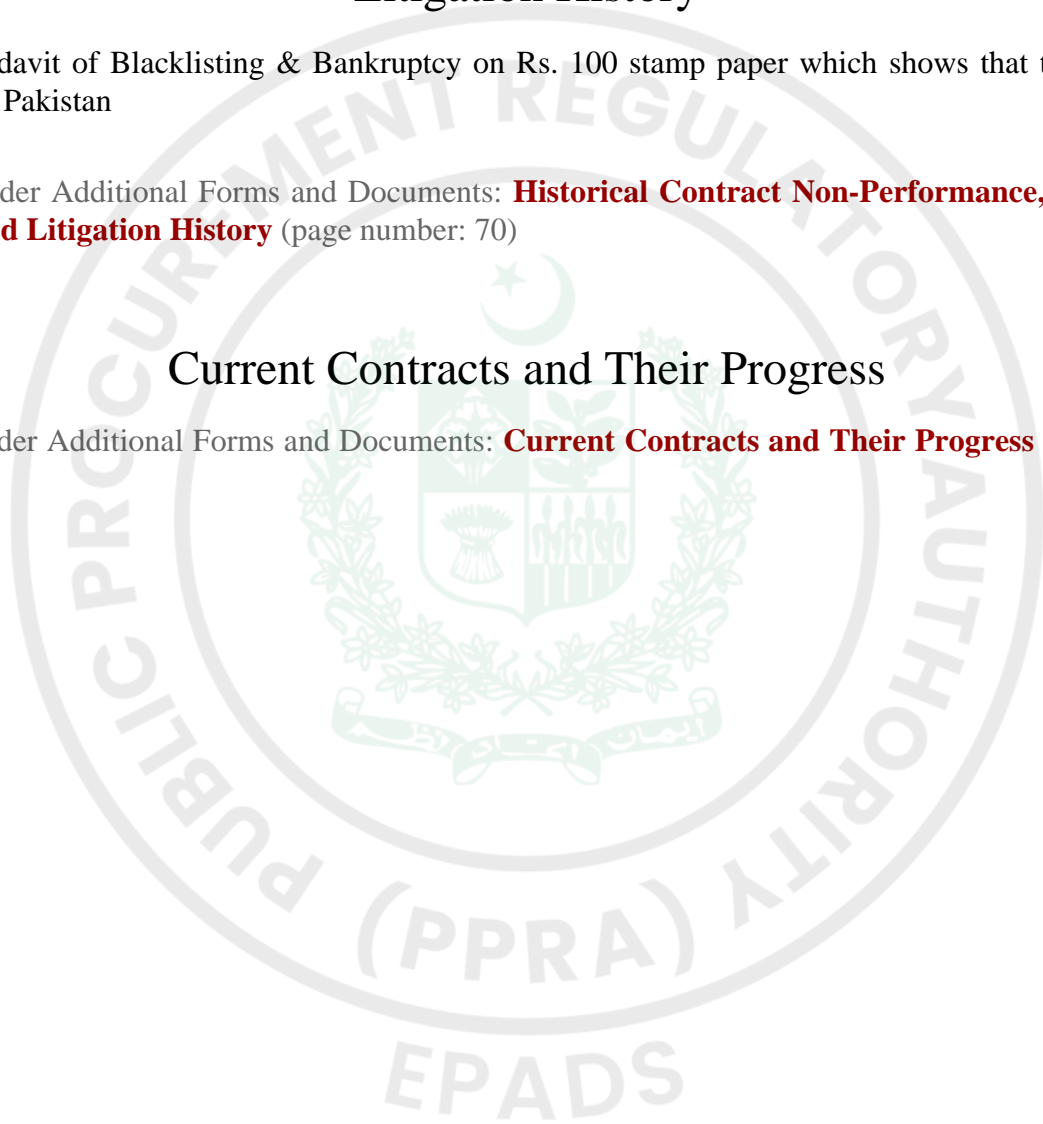 Litigation History
davit of Blacklisting & Bankruptcy on Rs. 100 stamp paper which shows that t
Pakistan
der Additional Forms and Documents: Historical Contract Non-Performance,
d Litigation History (page number: 70)
Current Contracts and Their Progress
der Additional Forms and Documents: Current Contracts and Their Progress
PUBLIC PROCUREMENT REGULATORY AUTHORITY
(PPRA)
EPADS